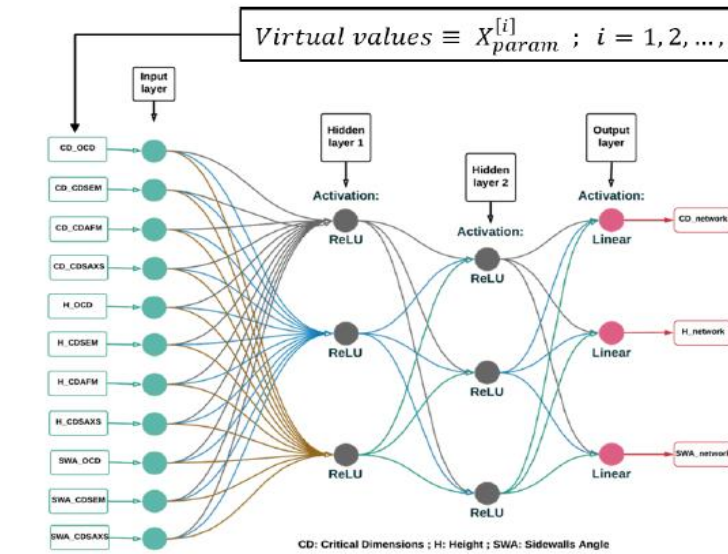 Virtual values ≡ X_{param}^{[i]} ; i = 1, 2, ...,
Input
layer
Hidden
layer 1
Hidden
layer 2
Output
layer
Activation:
Activation:
Activation:
CD_OCD
CD_CDSEM
CD_CDAFM
CD_CDSAXS
H_OCD
H_CDSEM
H_CDAFM
H_CDSAXS
SWA_OCD
SWA_CDSEM
SWA_CDSAXS
ReLU
ReLU
ReLU
ReLU
ReLU
ReLU
Linear
Linear
Linear
CD_network
H_network
SWA_network
CD: Critical Dimensions ; H: Height ; SWA: Sidewalls Angle